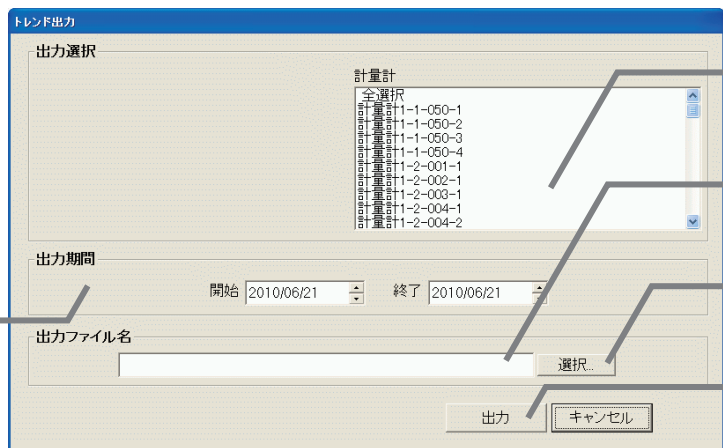 トレンド出力
出力選択
計量計
全選択
計量計1-1-050-1
計量計1-1-050-2
計量計1-1-050-3
計量計1-1-050-4
計量計1-2-001-1
計量計1-2-002-1
計量計1-2-003-1
計量計1-2-004-1
計量計1-2-004-2
出力期間
開始 2010/06/21 終了 2010/06/21
出力ファイル名
選択...
出力 キャンセル